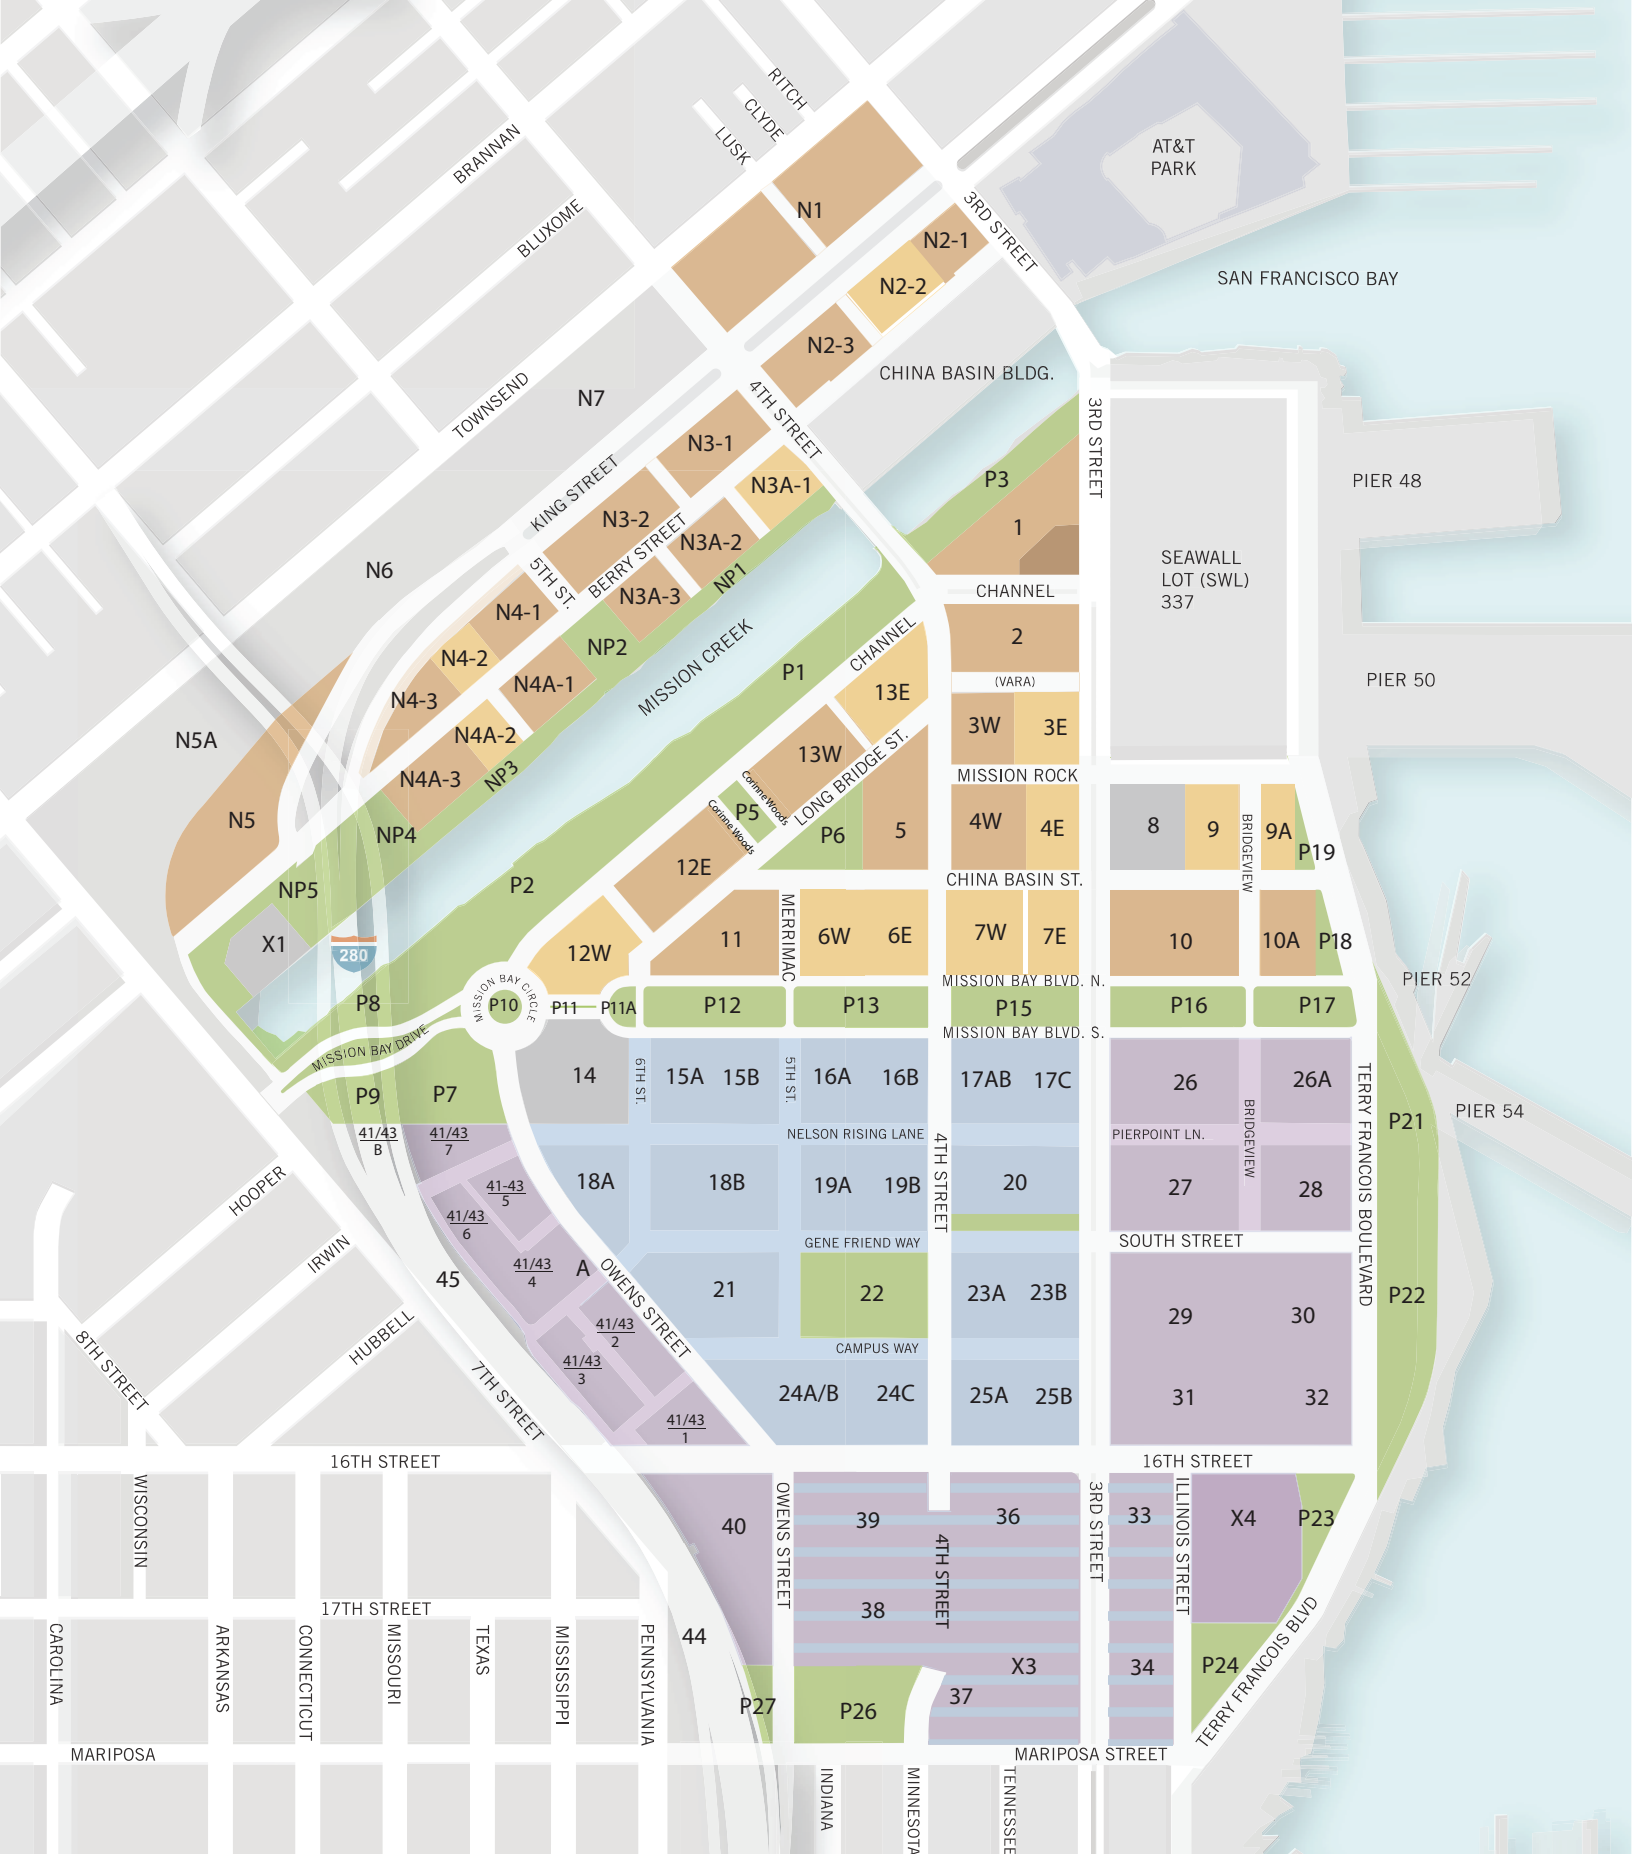 RITCH
CLYDE
LUSK
BRANNAN
BLUXOME
AT&T
PARK
N1
3RD STREET
N2-1
N2-2
SAN FRANCISCO BAY
N2-3
CHINA BASIN BLDG.
TOWNSEND
N7
4TH STREET
3RD STREET
N3-1
KING STREET
N3A-1
P3
PIER 48
N3-2
BERRY STREET
N3A-2
1
N6
5TH ST.
NP1
SEAWALL
LOT (SWL)
337
N3A-3
CHANNEL
N4-1
NP2
MISSION CREEK
CHANNEL
2
N4-2
P1
(VARA)
PIER 50
N4A-1
13E
N4-3
3W
3E
N5A
N4A-2
13W
LONG BRIDGE ST.
N4A-3
NP3
Corinne Woods
MISSION ROCK
N5
NP4
Corinne Woods
P5
P6
5
4W
4E
8
9
BRIDGEVIEW
9A
P19
12E
CHINA BASIN ST.
NP5
P2
MERRIMAC
X1
280
12W
11
6W
6E
7W
7E
10
10A
P18
MISSION BAY CIRCLE
MISSION BAY BLVD. N.
PIER 52
P8
P10
P11
P11A
P12
P13
P15
P16
P17
MISSION BAY DRIVE
MISSION BAY BLVD. S.
14
6TH ST.
15A
15B
5TH ST.
16A
16B
17AB
17C
26
26A
TERRY FRANCOIS BOULEVARD
P9
P7
P21
PIER 54
41/43
B
41/43
7
NELSON RISING LANE
4TH STREET
PIERPOINT LN.
BRIDGEVIEW
HOOPER
41-43
5
18A
18B
19A
19B
20
27
28
41/43
6
IRWIN
GENE FRIEND WAY
SOUTH STREET
45
41/43
4
A
OWENS STREET
21
22
23A
23B
29
30
P22
8TH STREET
HUBBELL
41/43
2
41/43
3
CAMPUS WAY
7TH STREET
24A/B
24C
25A
25B
31
32
41/43
1
16TH STREET
16TH STREET
WISCONSIN
OWENS STREET
3RD STREET
ILLINOIS STREET
40
39
36
33
X4
P23
4TH STREET
17TH STREET
38
TERRY FRANCOIS BLVD
CAROLINA
ARKANSAS
CONNECTICUT
MISSOURI
TEXAS
MISSISSIPPI
PENNSYLVANIA
44
X3
34
P24
P27
P26
37
MARIPOSA
MARIPOSA STREET
INDIANA
MINNESOTA
TENNESSEE